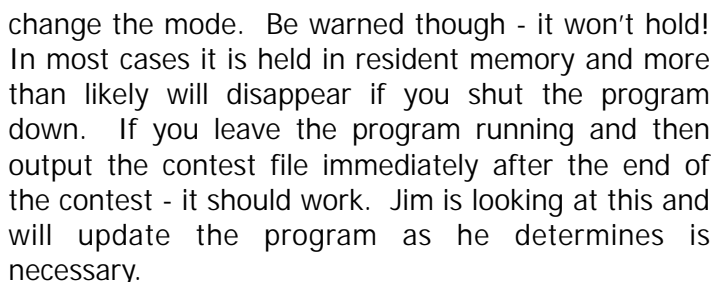 change the mode.  Be warned though - it won't hold!
In most cases it is held in resident memory and more
than likely will disappear if you shut the program
down.  If you leave the program running and then
output the contest file immediately after the end of
the contest - it should work.  Jim is looking at this and
will update the program as he determines is
necessary.